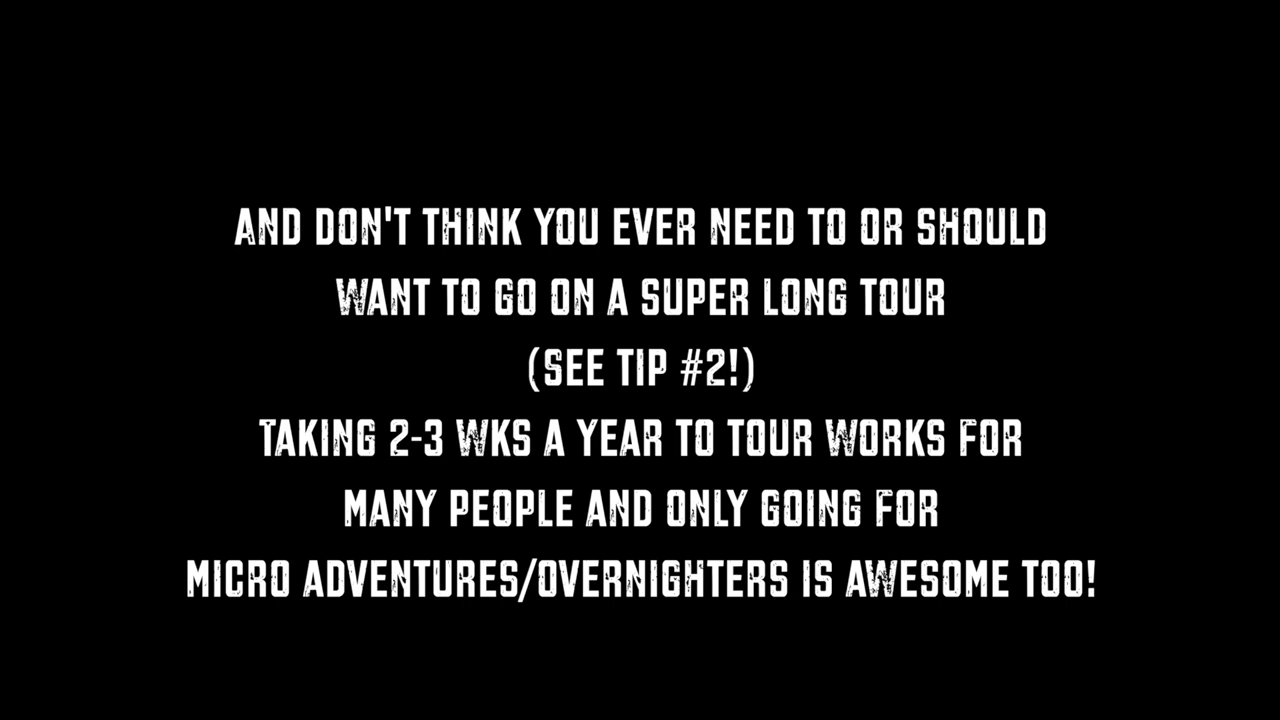 AND DON'T THINK YOU EVER NEED TO OR SHOULD
WANT TO GO ON A SUPER LONG TOUR
(SEE TIP #2!)
TAKING 2-3 WKS A YEAR TO TOUR WORKS FOR
MANY PEOPLE AND ONLY GOING FOR
MICRO ADVENTURES/OVERNIGHTERS IS AWESOME TOO!